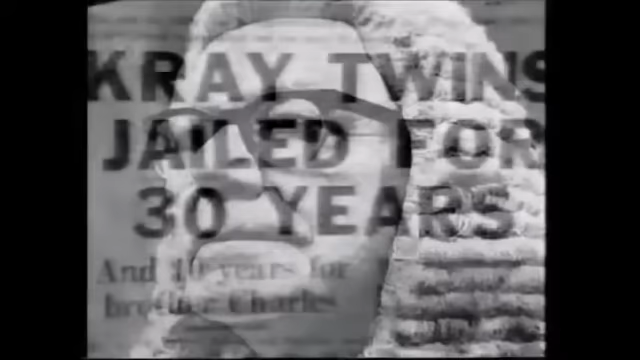 KRAY TWINS
JAILED FOR
30 YEARS
And 10 years for
brother Charles